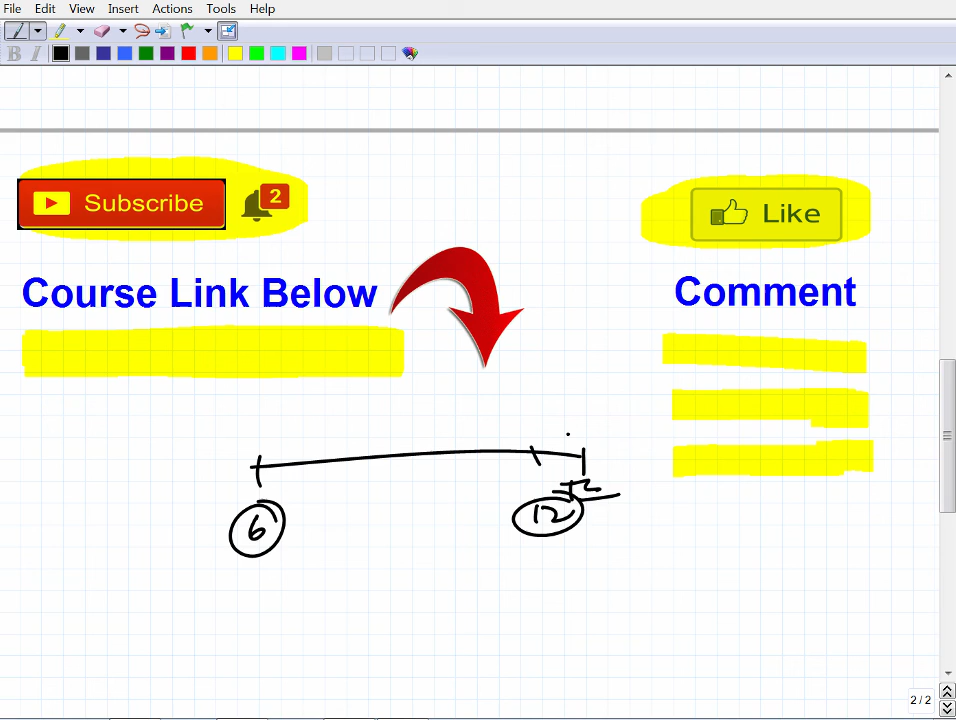 File Edit View Insert Actions Tools Help
B I
Subscribe 2
Like
Course Link Below
Comment
6
12
2 / 2